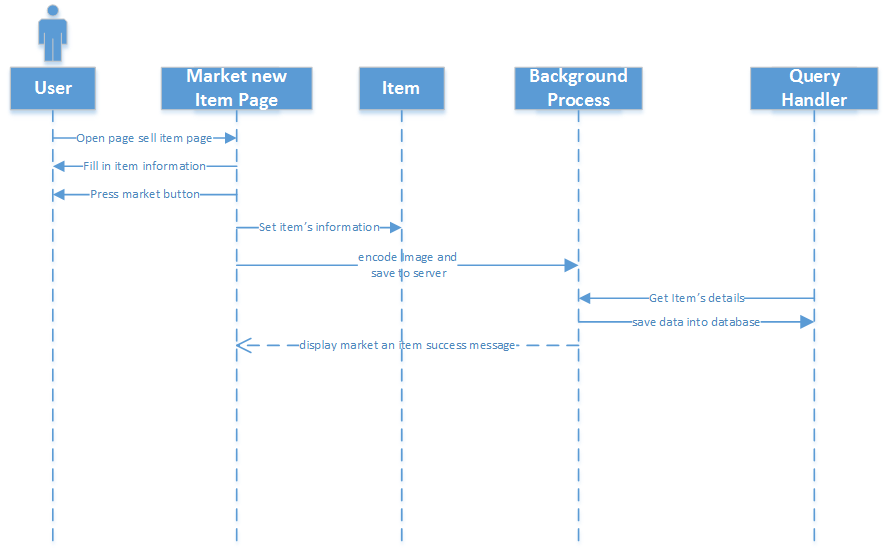 User
Market new
Item Page
Item
Background
Process
Query
Handler
Open page sell item page
Fill in item information
Press market button
Set item's information
encode Image and
save to server
Get Item's details
save data into database
display market an item success message